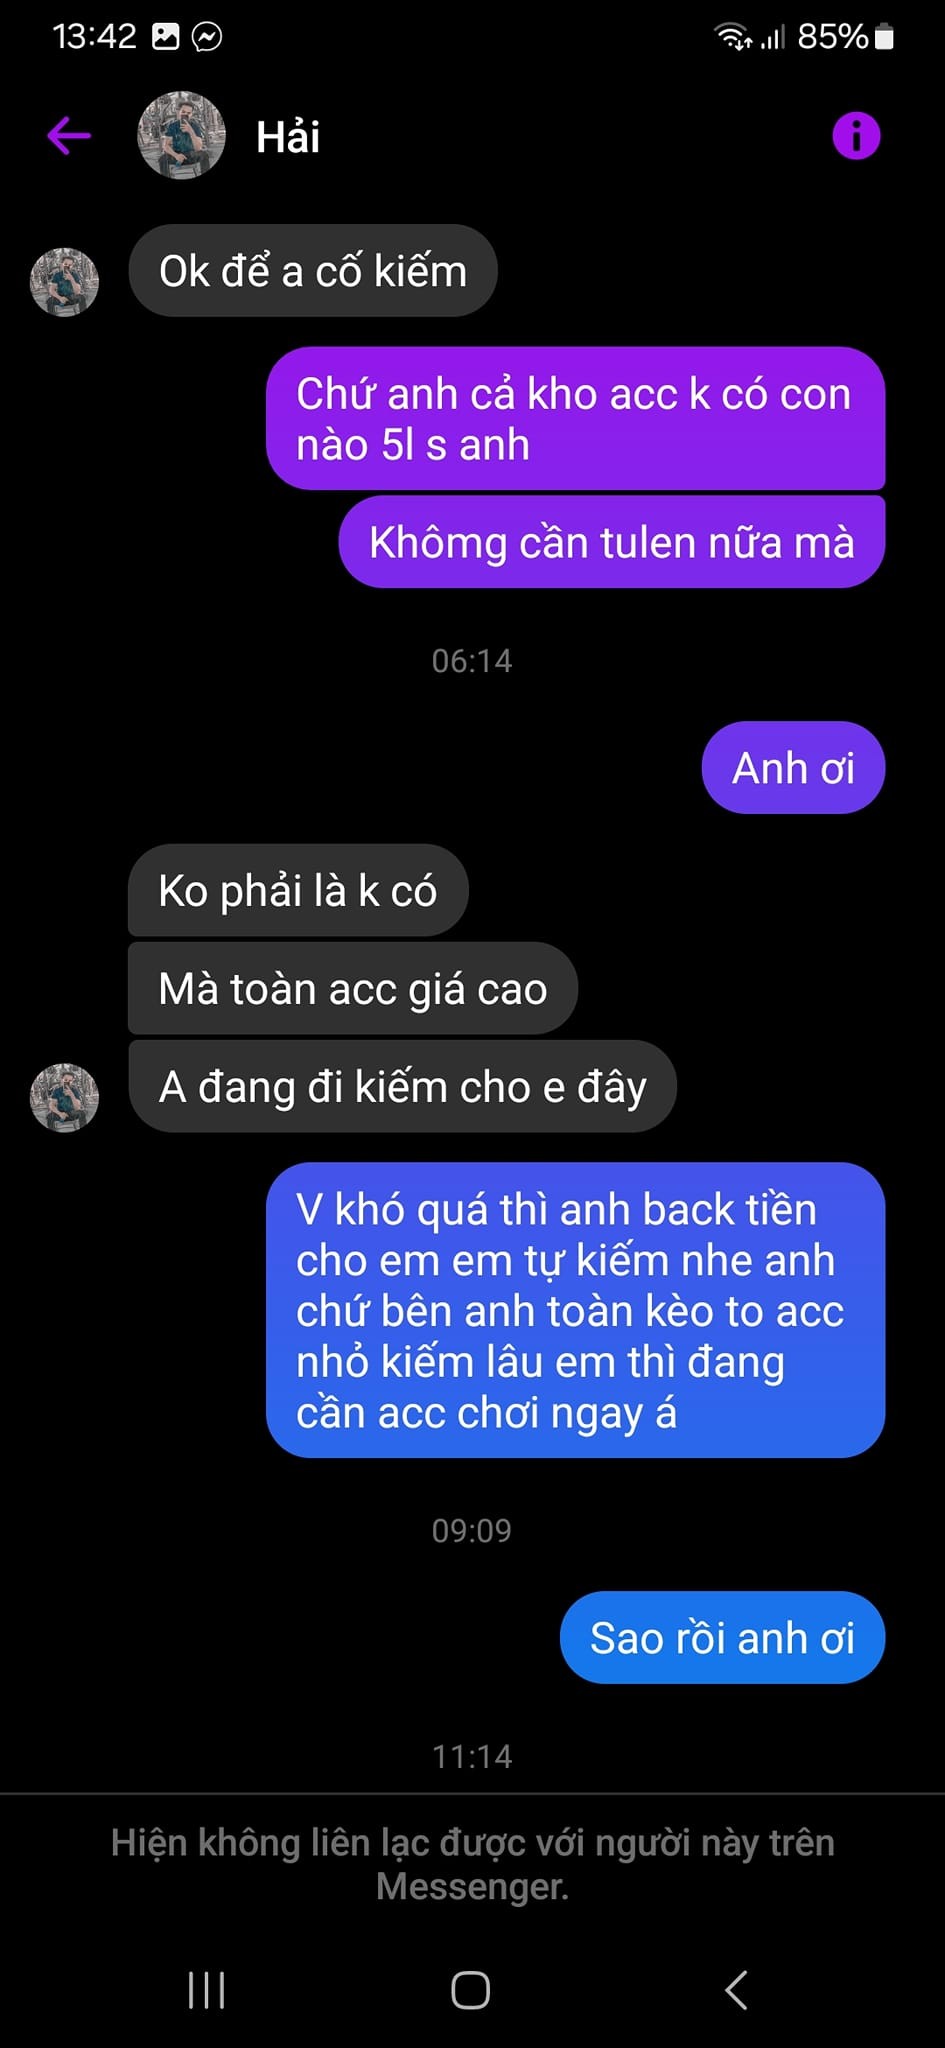 13:42
85%
Hải
Ok để a cố kiếm
Chứ anh cả kho acc k có con
nào 5l s anh
Khômg cần tulen nữa mà
06:14
Anh ơi
Ko phải là k có
Mà toàn acc giá cao
A đang đi kiếm cho e đây
V khó quá thì anh back tiền
cho em em tự kiếm nhe anh
chứ bên anh toàn kèo to acc
nhỏ kiếm lâu em thì đang
cần acc chơi ngay á
09:09
Sao rồi anh ơi
11:14
Hiện không liên lạc được với người này trên
Messenger.